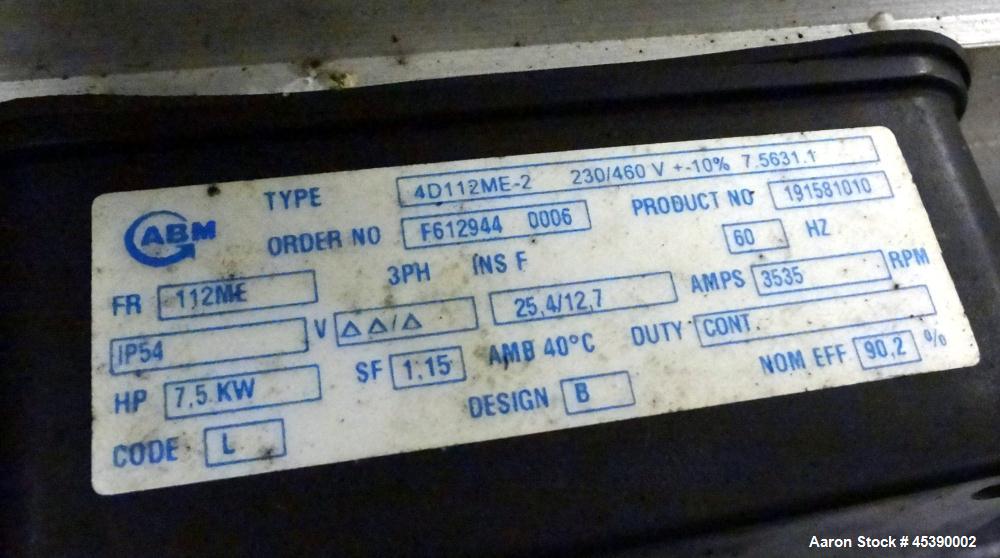 ABM
TYPE 4D112ME-2 230/460 V +-10% 7.5631.1
ORDER NO F612944 0006 PRODUCT NO 191581010
3PH INS F 60 HZ
FR 112ME V △ △/△ 25,4/12,7 AMPS 3535 RPM
IP54 SF 1.15 AMB 40°C DUTY CONT.
HP 7,5 KW DESIGN B NOM EFF 90,2 %
CODE L
Aaron Stock # 45390002